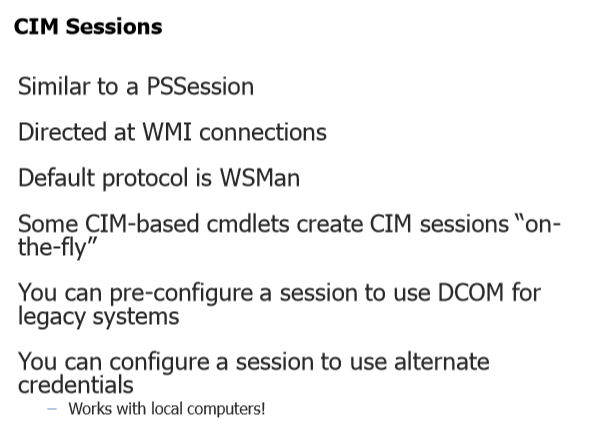 CIM Sessions
Similar to a PSSession
Directed at WMI connections
Default protocol is WSMan
Some CIM-based cmdlets create CIM sessions “on-
the-fly”
You can pre-configure a session to use DCOM for
legacy systems
You can configure a session to use alternate
credentials
– Works with local computers!